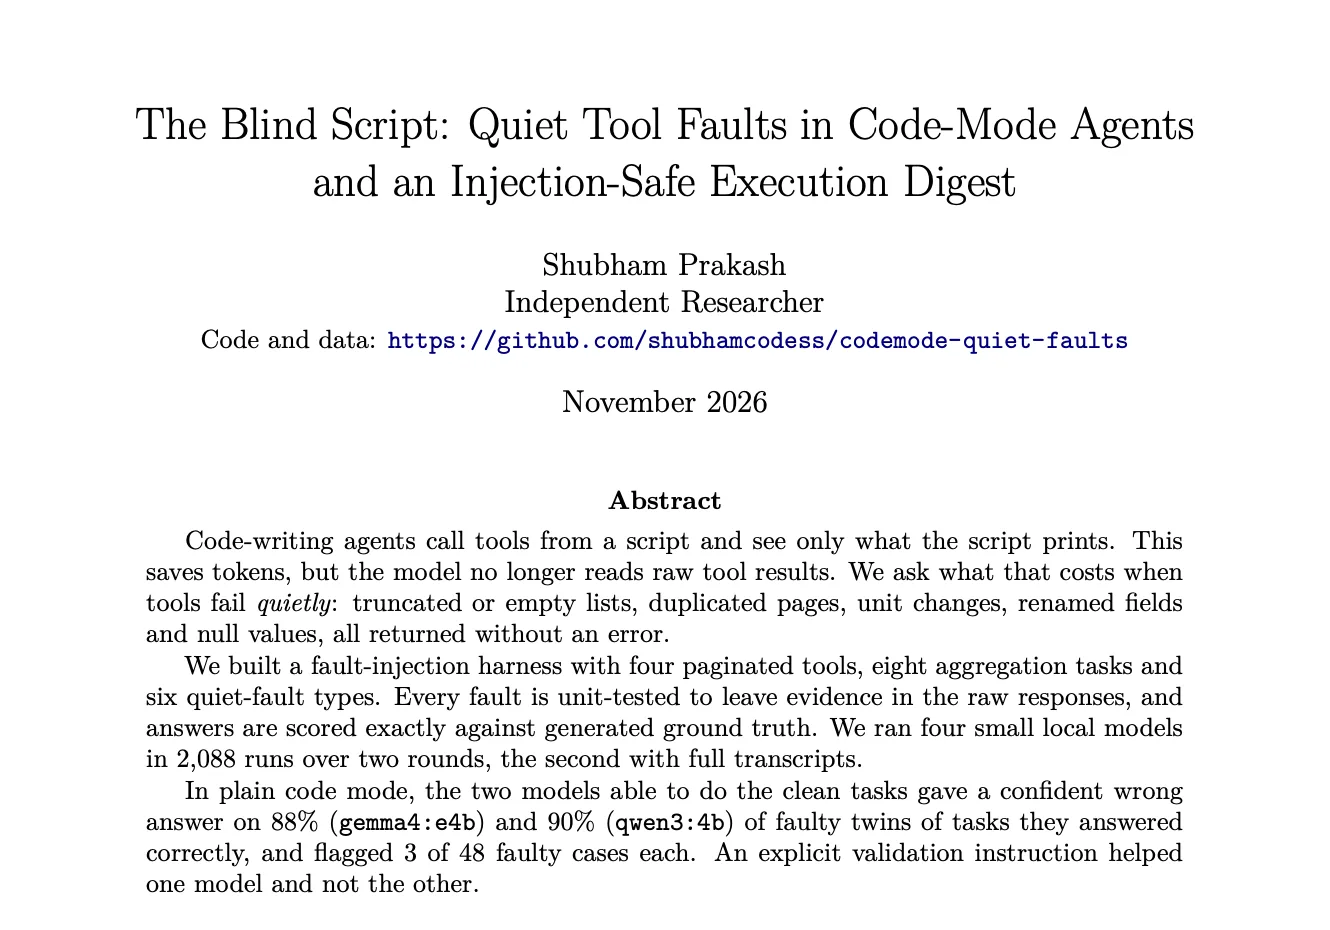 The Blind Script: Quiet Tool Faults in Code-Mode Agents
and an Injection-Safe Execution Digest
Shubham Prakash
Independent Researcher
Code and data: https://github.com/shubhamcodess/codemode-quiet-faults
November 2026
Abstract
Code-writing agents call tools from a script and see only what the script prints. This
saves tokens, but the model no longer reads raw tool results. We ask what that costs when
tools fail quietly: truncated or empty lists, duplicated pages, unit changes, renamed fields
and null values, all returned without an error.
We built a fault-injection harness with four paginated tools, eight aggregation tasks and
six quiet-fault types. Every fault is unit-tested to leave evidence in the raw responses, and
answers are scored exactly against generated ground truth. We ran four small local models
in 2,088 runs over two rounds, the second with full transcripts.
In plain code mode, the two models able to do the clean tasks gave a confident wrong
answer on 88% (gemma4:e4b) and 90% (qwen3:4b) of faulty twins of tasks they answered
correctly, and flagged 3 of 48 faulty cases each. An explicit validation instruction helped
one model and not the other.